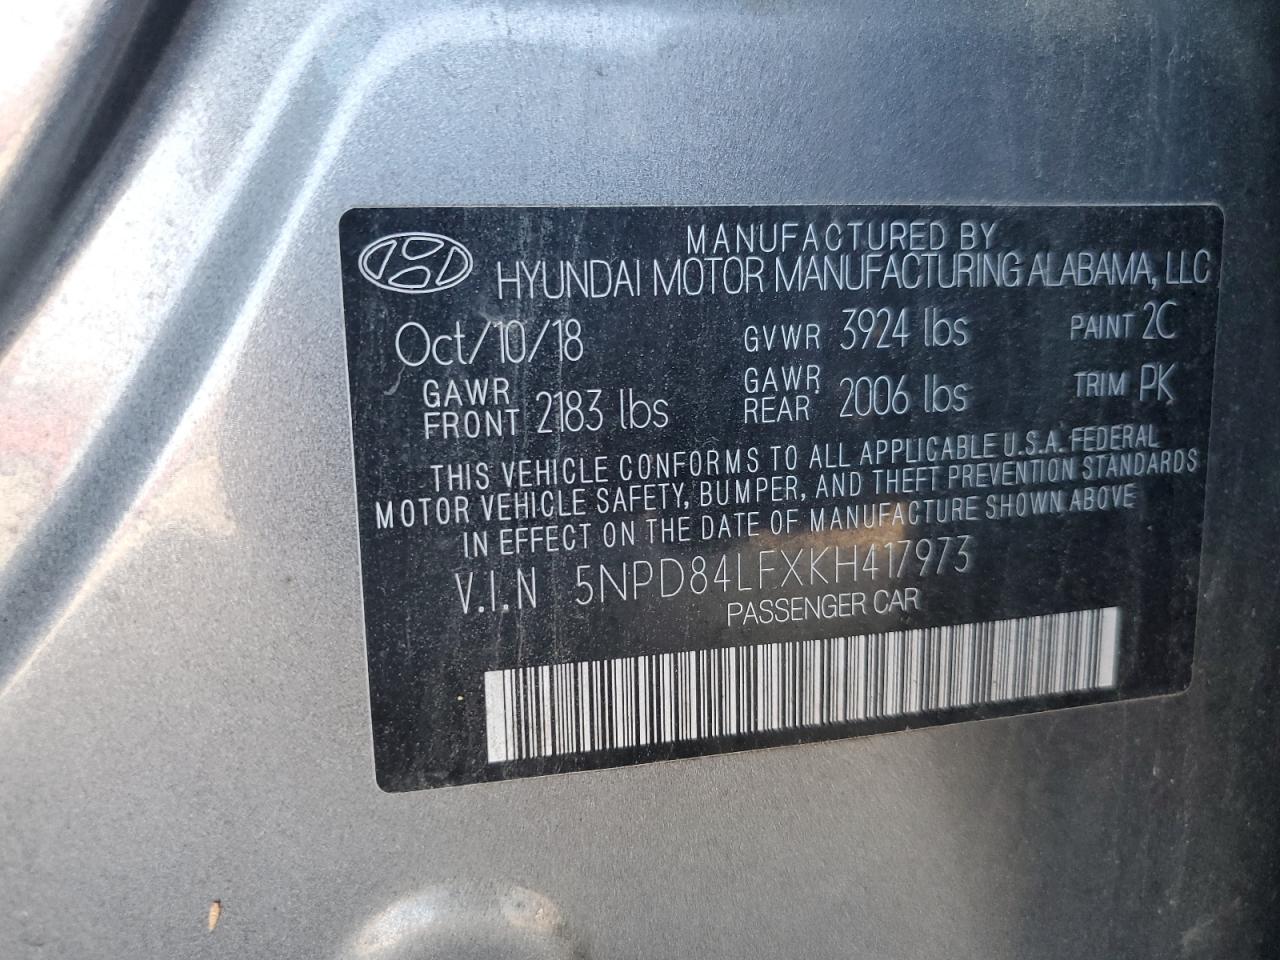 MANUFACTURED BY
HYUNDAI MOTOR MANUFACTURING ALABAMA, LLC
Oct/10/18 GVWR 3924 lbs PAINT 2C
GAWR FRONT 2183 lbs GAWR REAR 2006 lbs TRIM PK
THIS VEHICLE CONFORMS TO ALL APPLICABLE U.S.A. FEDERAL
MOTOR VEHICLE SAFETY, BUMPER, AND THEFT PREVENTION STANDARDS
IN EFFECT ON THE DATE OF MANUFACTURE SHOWN ABOVE
V.I.N 5NPD84LFXKH417973
PASSENGER CAR